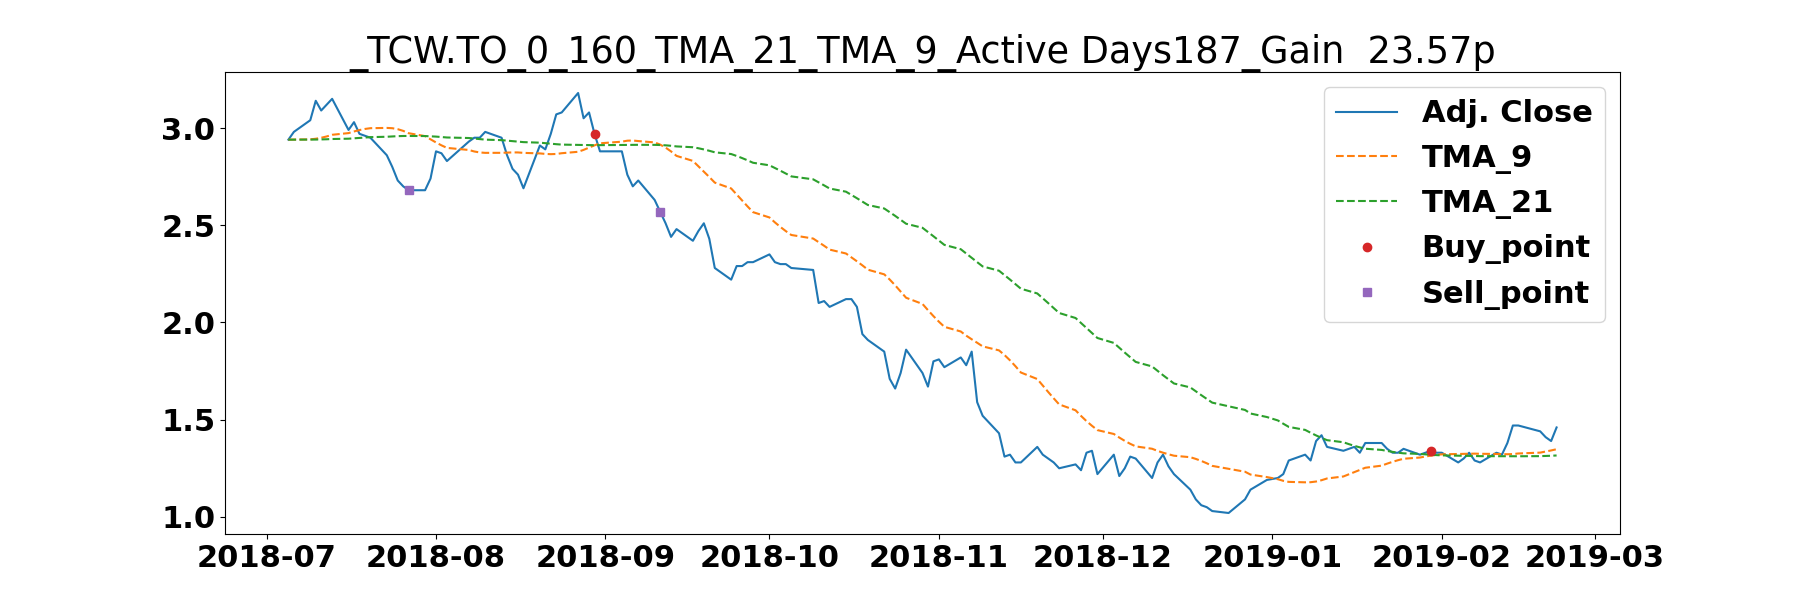 _TCW.TO_0_160_TMA_21_TMA_9_Active Days187_Gain  23.57p
Adj. Close
TMA_9
TMA_21
Buy_point
Sell_point
3.0
2.5
2.0
1.5
1.0
2018-07 2018-08 2018-09 2018-10 2018-11 2018-12 2019-01 2019-02 2019-03